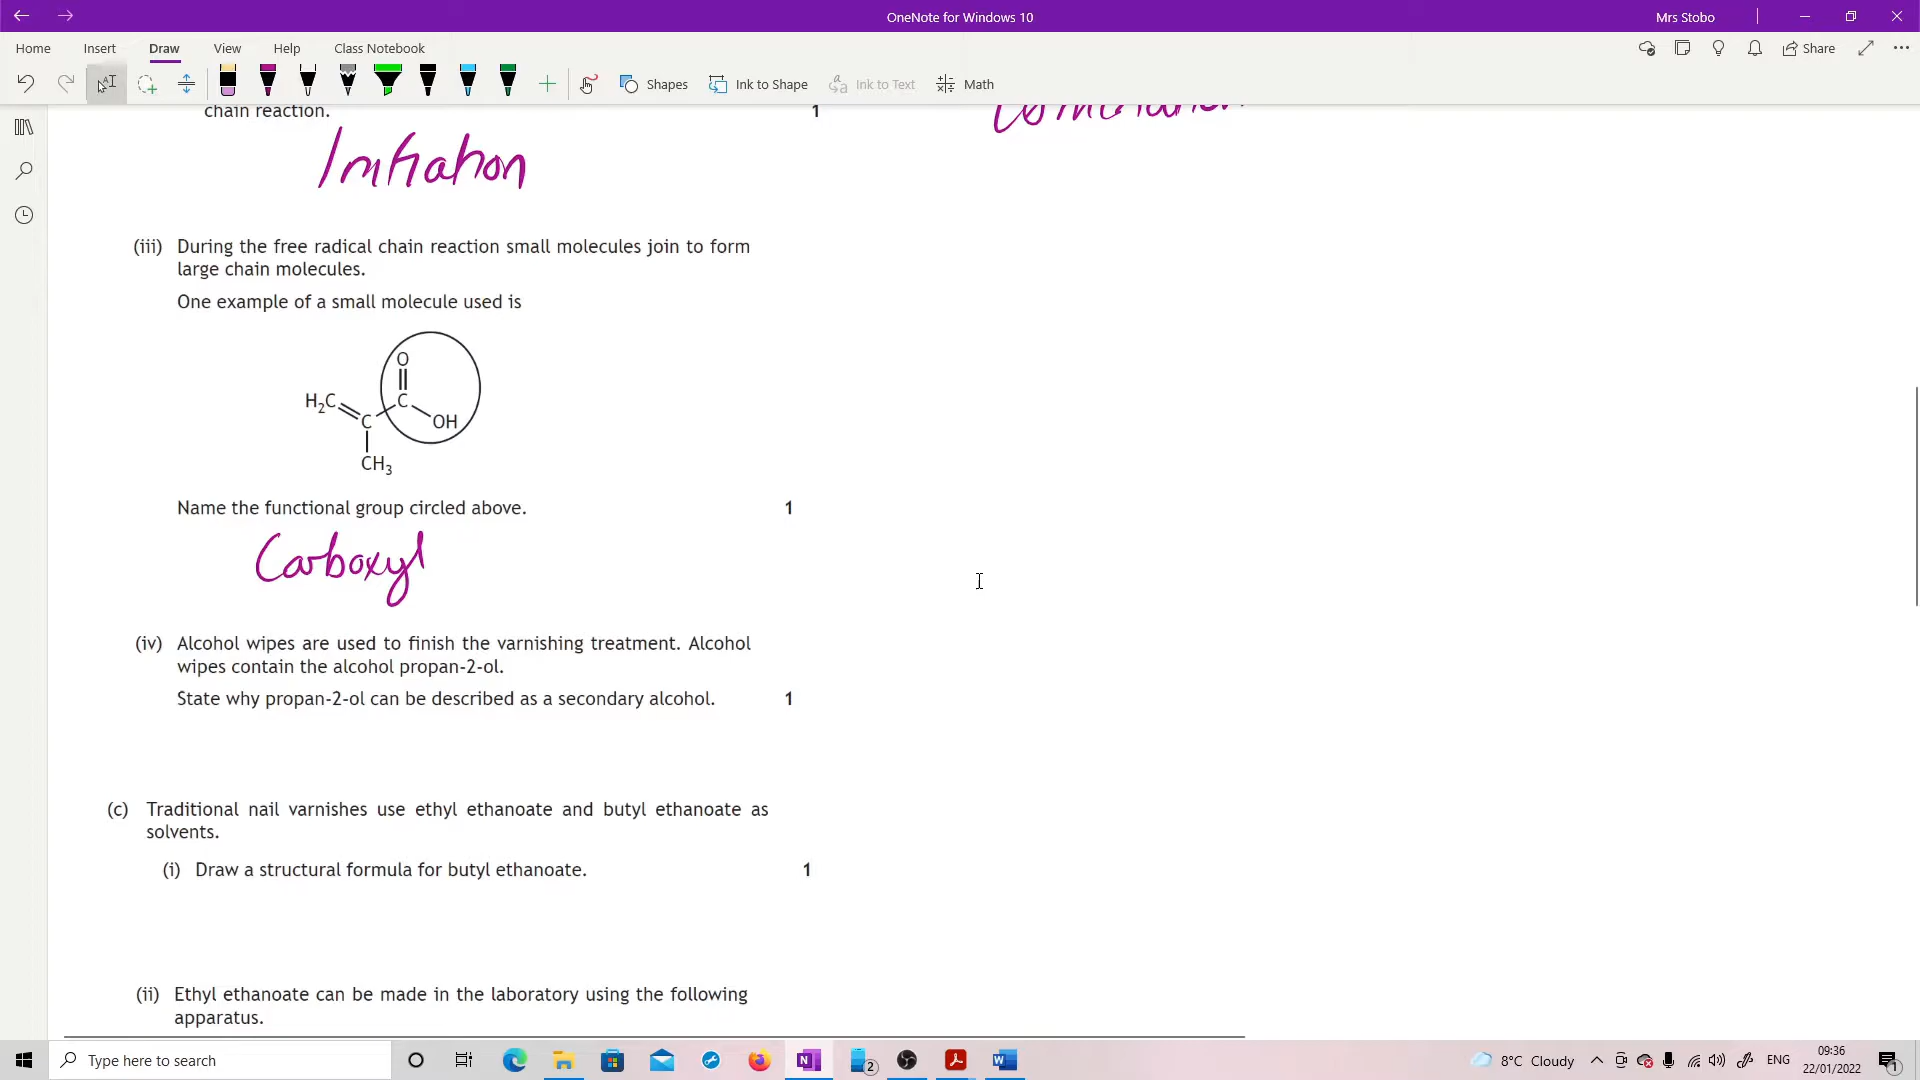 OneNote for Windows 10
Mrs Stobo
Home Insert Draw View Help Class Notebook
Share
Shapes Ink to Shape Ink to Text Math
chain reaction. 1
Initiation
(iii) During the free radical chain reaction small molecules join to form
large chain molecules.
One example of a small molecule used is
O
H2C C
C OH
CH3
Name the functional group circled above. 1
Carboxyl
(iv) Alcohol wipes are used to finish the varnishing treatment. Alcohol
wipes contain the alcohol propan-2-ol.
State why propan-2-ol can be described as a secondary alcohol. 1
(c) Traditional nail varnishes use ethyl ethanoate and butyl ethanoate as
solvents.
(i) Draw a structural formula for butyl ethanoate. 1
(ii) Ethyl ethanoate can be made in the laboratory using the following
apparatus.
Type here to search
8°C Cloudy
ENG
09:36
22/01/2022